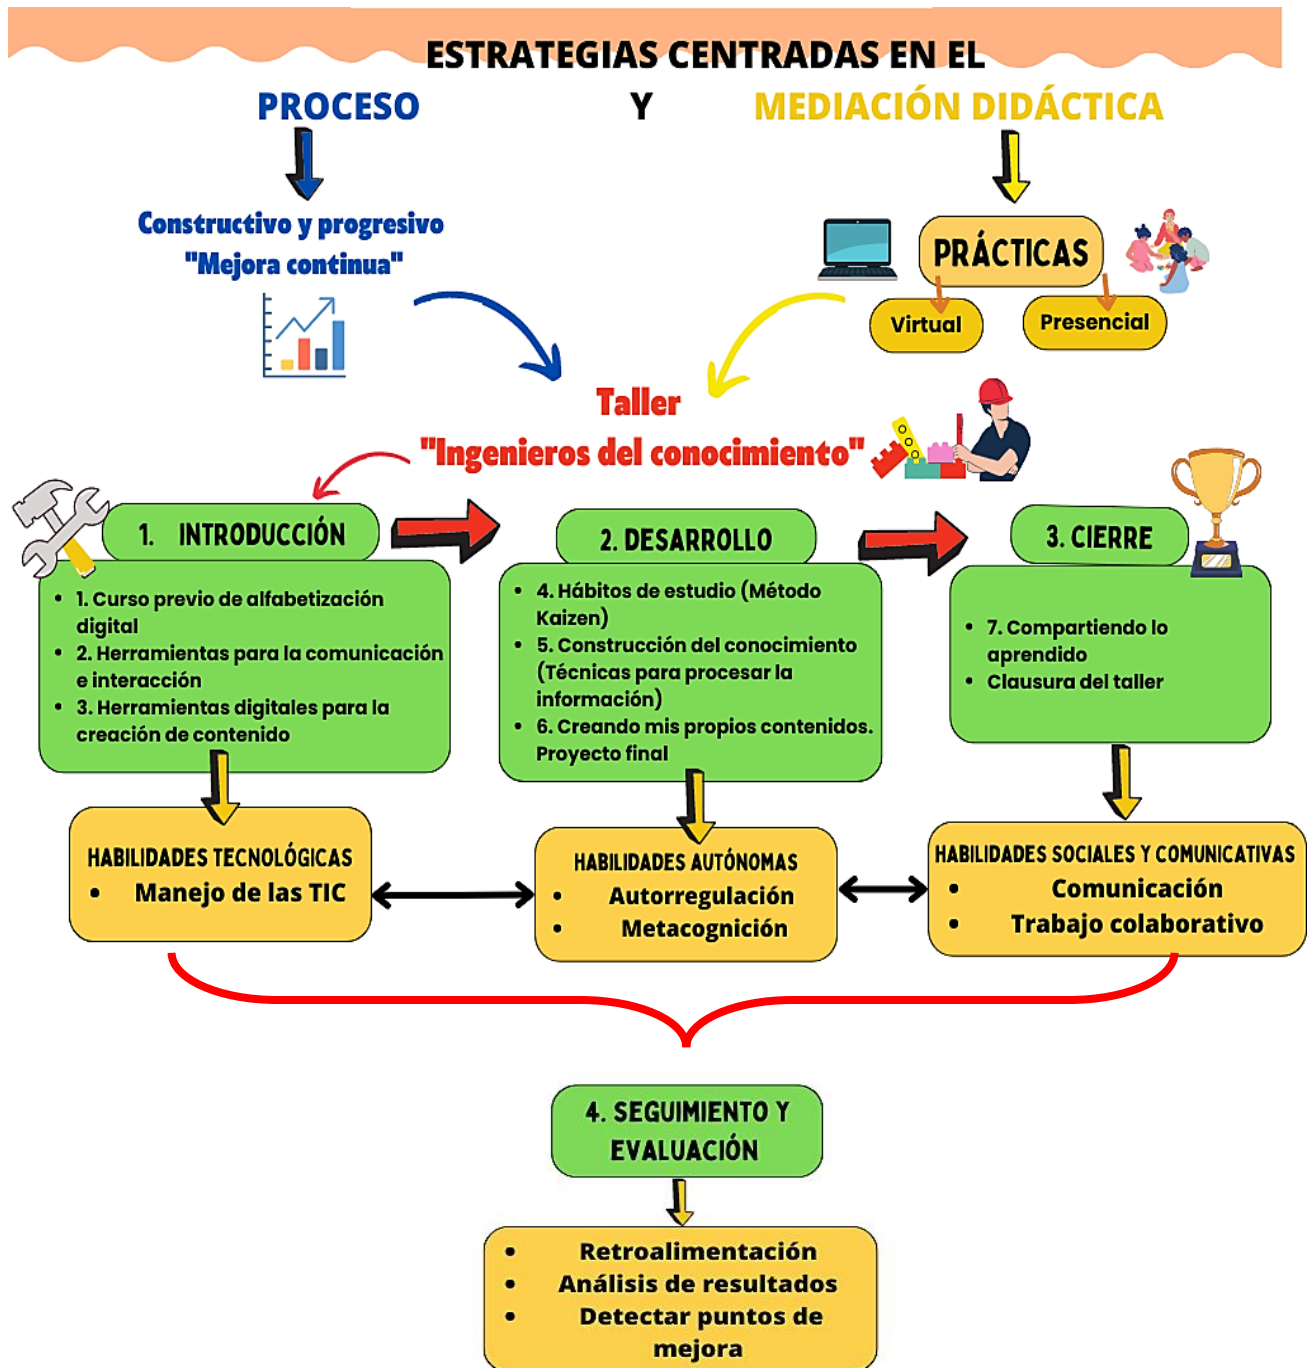 ESTRATEGIAS CENTRADAS EN EL
PROCESO Y MEDIACIÓN DIDÁCTICA
Constructivo y progresivo
"Mejora continua"
PRÁCTICAS
Virtual
Presencial
Taller
"Ingenieros del conocimiento"
1. INTRODUCCIÓN
• 1. Curso previo de alfabetización
digital
• 2. Herramientas para la comunicación
e interacción
• 3. Herramientas digitales para la
creación de contenido
2. DESARROLLO
• 4. Hábitos de estudio (Método
Kaizen)
• 5. Construcción del conocimiento
(Técnicas para procesar la
información)
• 6. Creando mis propios contenidos.
Proyecto final
3. CIERRE
• 7. Compartiendo lo
aprendido
• Clausura del taller
HABILIDADES TECNOLÓGICAS
• Manejo de las TIC
HABILIDADES AUTÓNOMAS
• Autorregulación
• Metacognición
HABILIDADES SOCIALES Y COMUNICATIVAS
• Comunicación
• Trabajo colaborativo
4. SEGUIMIENTO Y
EVALUACIÓN
• Retroalimentación
• Análisis de resultados
• Detectar puntos de
mejora